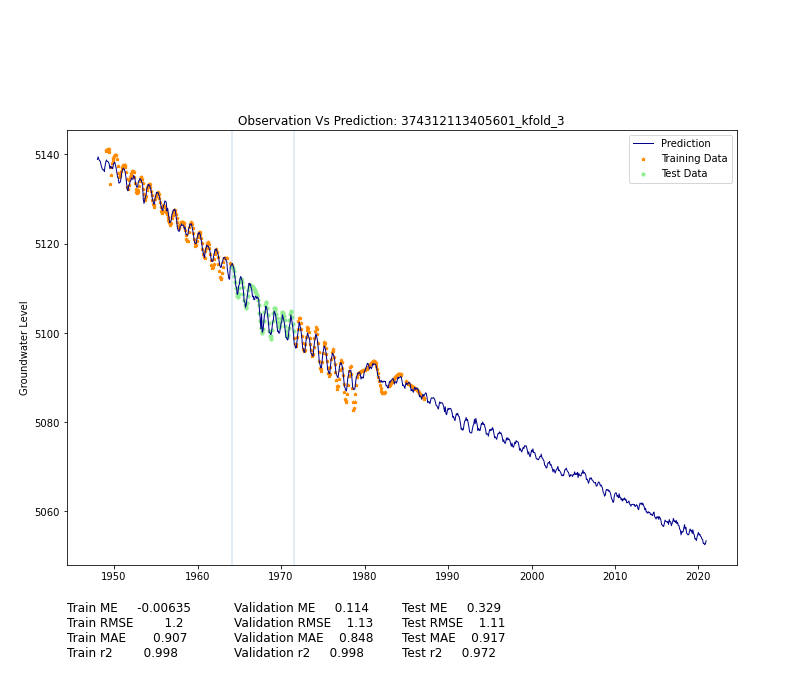 Observation Vs Prediction: 374312113405601_kfold_3
Prediction
Training Data
Test Data
Groundwater Level
5140
5120
5100
5080
5060
1950 1960 1970 1980 1990 2000 2010 2020
Train ME -0.00635 Validation ME 0.114 Test ME 0.329
Train RMSE 1.2 Validation RMSE 1.13 Test RMSE 1.11
Train MAE 0.907 Validation MAE 0.848 Test MAE 0.917
Train r2 0.998 Validation r2 0.998 Test r2 0.972